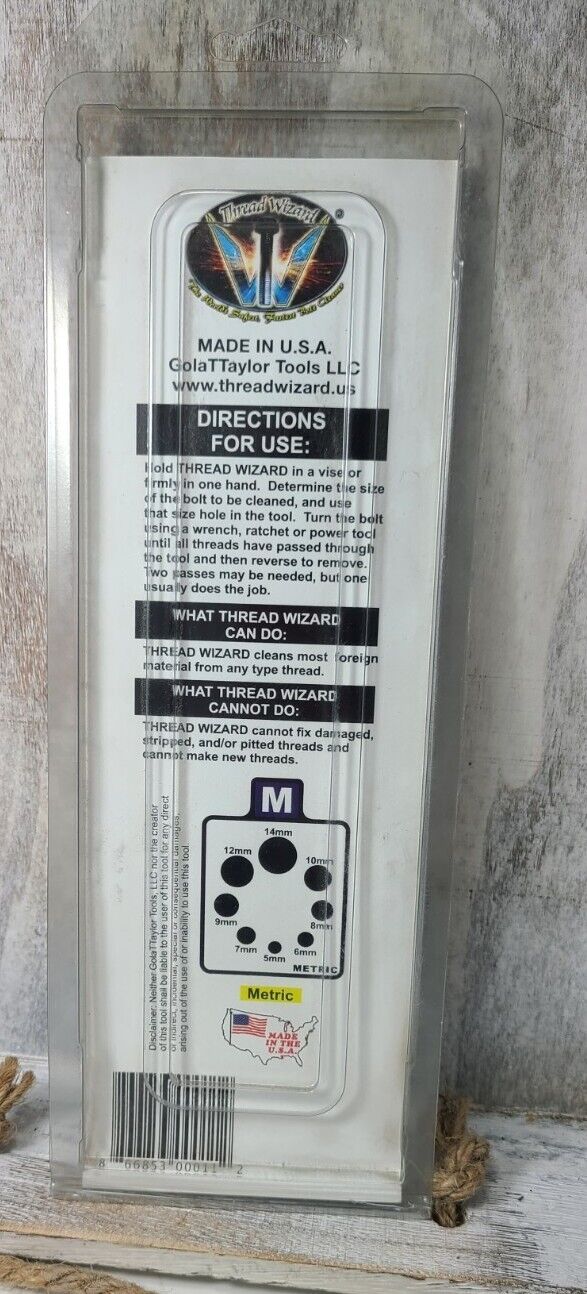 Thread Wizard ®
The World's Safest, Fastest Bolt Cleaner
MADE IN U.S.A.
GolaTTaylor Tools LLC
www.threadwizard.us
DIRECTIONS
FOR USE:
Hold THREAD WIZARD in a vise or
firmly in one hand. Determine the size
of the bolt to be cleaned, and use
that size hole in the tool. Turn the bolt
using a wrench, ratchet or power tool
until all threads have passed through
the tool and then reverse to remove.
Two passes may be needed, but one
usually does the job.
WHAT THREAD WIZARD
CAN DO:
THREAD WIZARD cleans most foreign
material from any type thread.
WHAT THREAD WIZARD
CANNOT DO:
THREAD WIZARD cannot fix damaged,
stripped, and/or pitted threads and
cannot make new threads.
Disclaimer: Neither GolaTTaylor Tools, LLC nor the creator
of this tool shall be liable to the user of this tool for any direct
or indirect, incidental, special or consequential damages,
arising out of the use of or inability to use this tool
M
14mm
12mm
10mm
9mm
8mm
7mm
6mm
5mm
METRIC
Metric
MADE
IN THE
U.S.A.
8 66853 00011 2